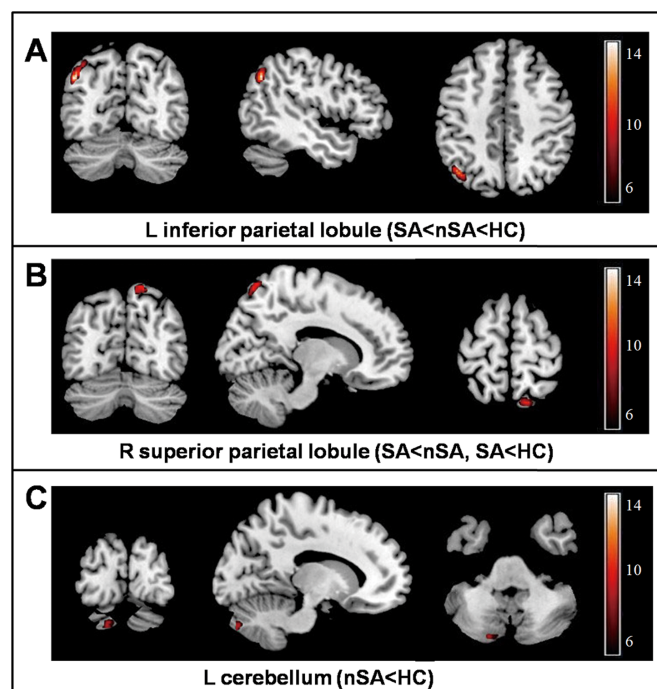 A
14
10
6
L inferior parietal lobule (SA<nSA<HC)
B
14
10
6
R superior parietal lobule (SA<nSA, SA<HC)
C
14
10
6
L cerebellum (nSA<HC)